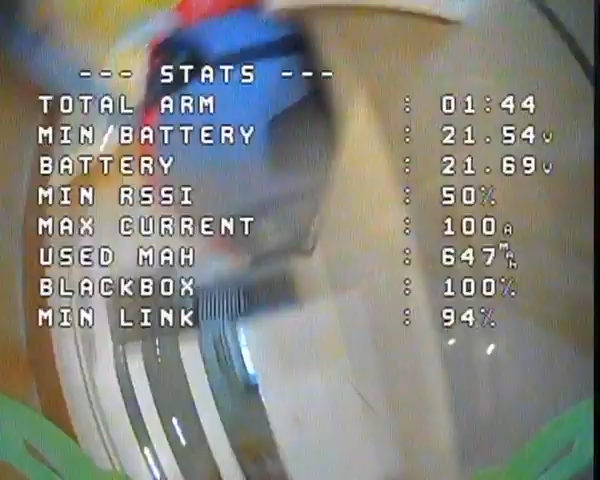 --- STATS ---
TOTAL ARM : 01:44
MIN/BATTERY : 21.54V
BATTERY : 21.69V
MIN RSSI : 50%
MAX CURRENT : 100A
USED MAH : 647mAh
BLACKBOX : 100%
MIN LINK : 94%